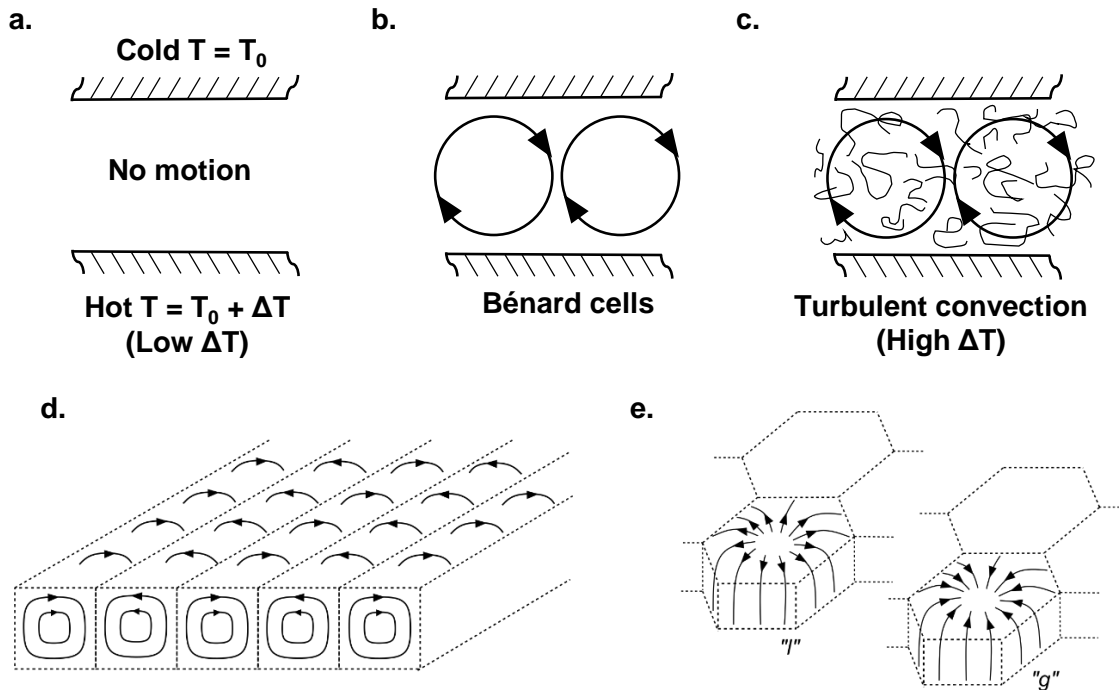 a.
Cold T = T₀
No motion
Hot T = T₀ + ΔT
(Low ΔT)
b.
Bénard cells
c.
Turbulent convection
(High ΔT)
d.
e.
"l"
"g"